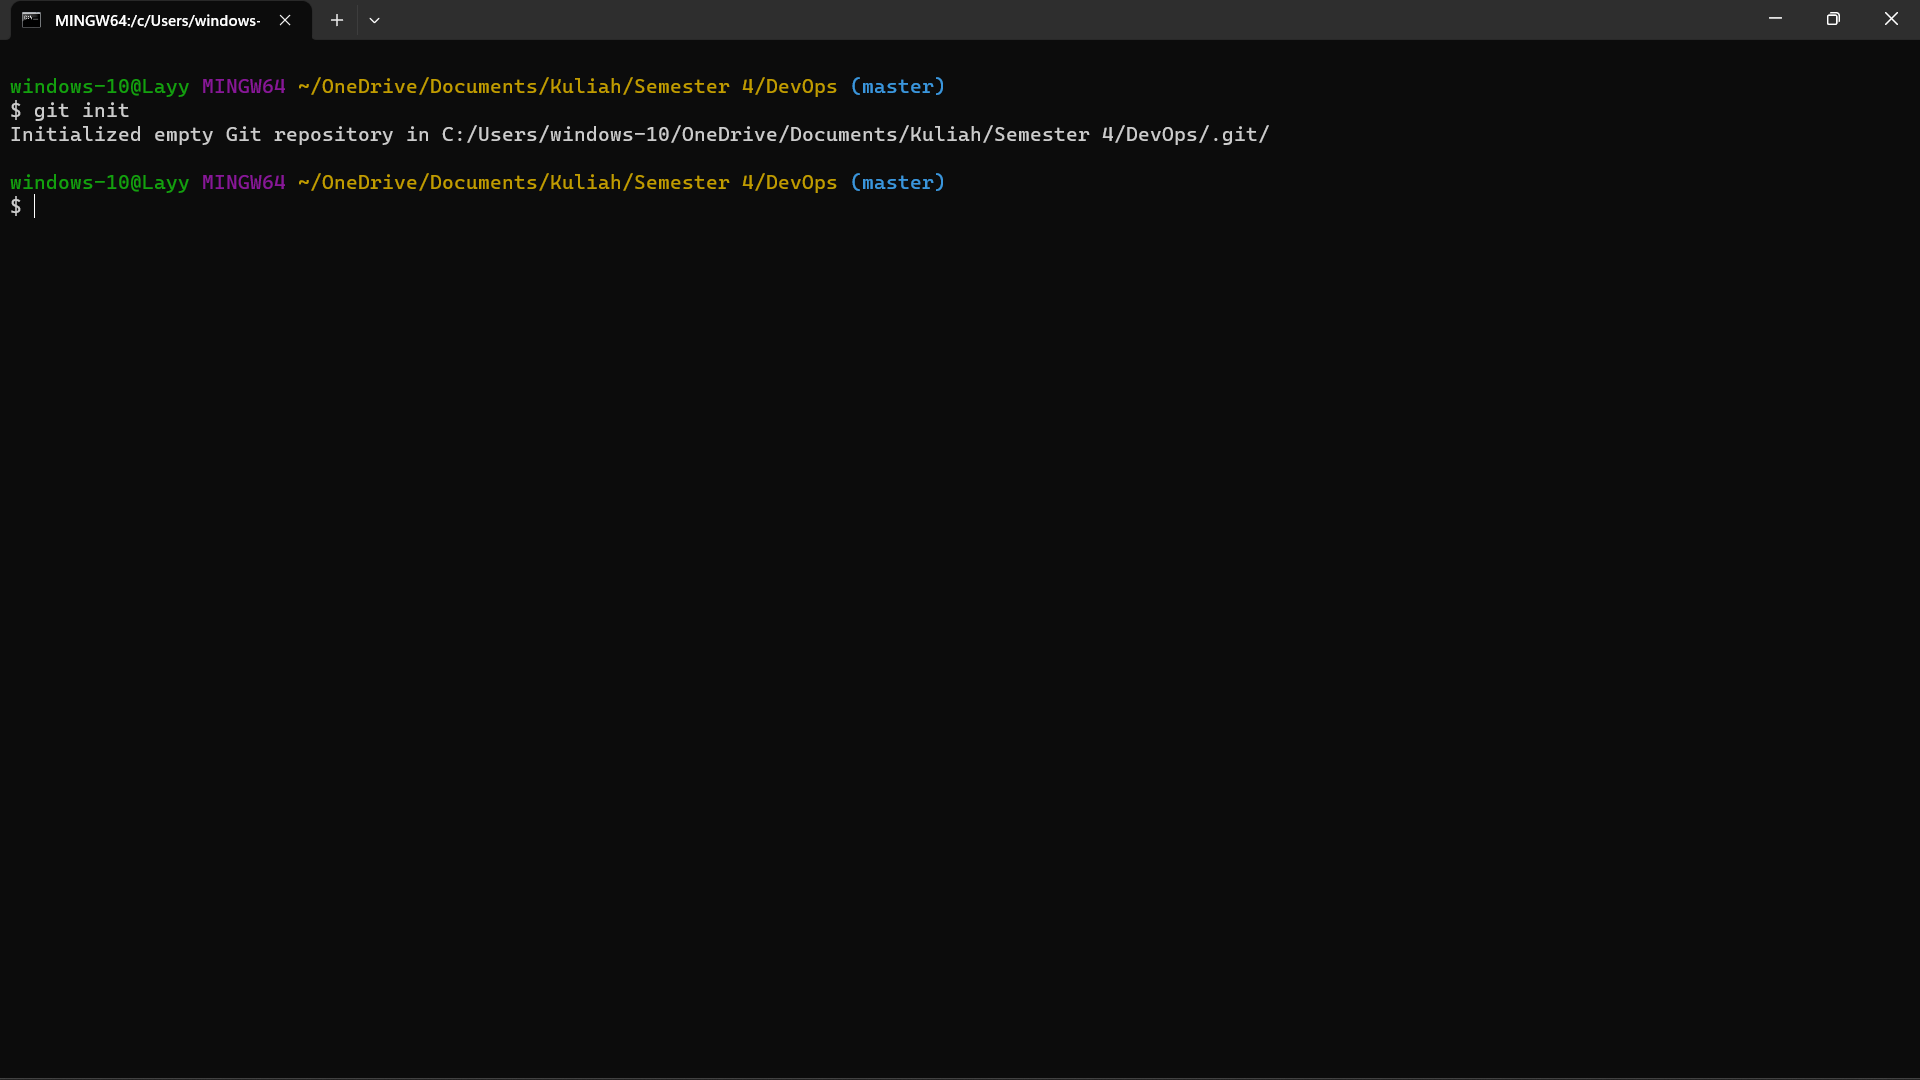 MINGW64:/c/Users/windows-
windows-10@Layy MINGW64 ~/OneDrive/Documents/Kuliah/Semester 4/DevOps (master)
$ git init
Initialized empty Git repository in C:/Users/windows-10/OneDrive/Documents/Kuliah/Semester 4/DevOps/.git/
windows-10@Layy MINGW64 ~/OneDrive/Documents/Kuliah/Semester 4/DevOps (master)
$